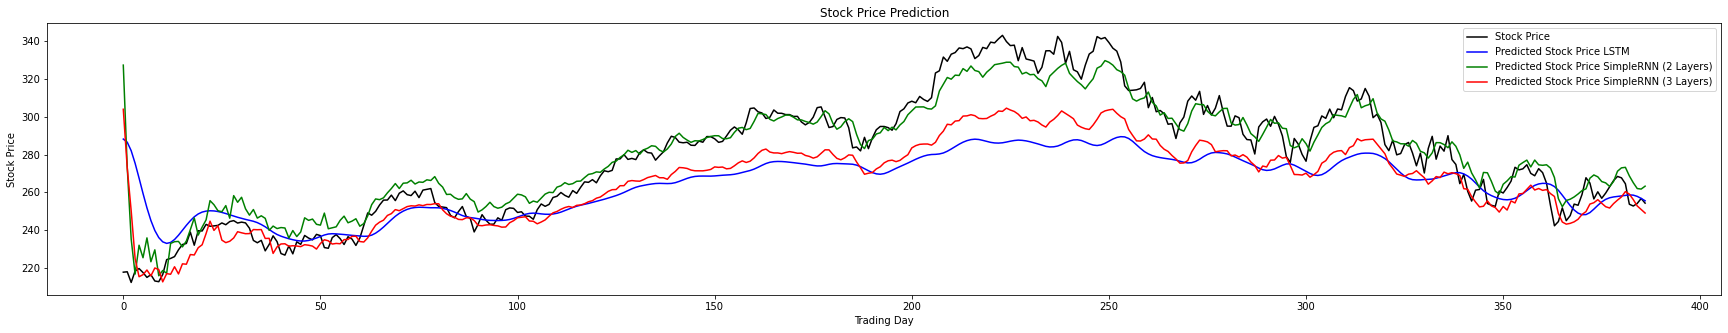 Stock Price Prediction
Stock Price
Predicted Stock Price LSTM
Predicted Stock Price SimpleRNN (2 Layers)
Predicted Stock Price SimpleRNN (3 Layers)
Stock Price
340
320
300
280
260
240
220
0 50 100 150 200 250 300 350 400
Trading Day